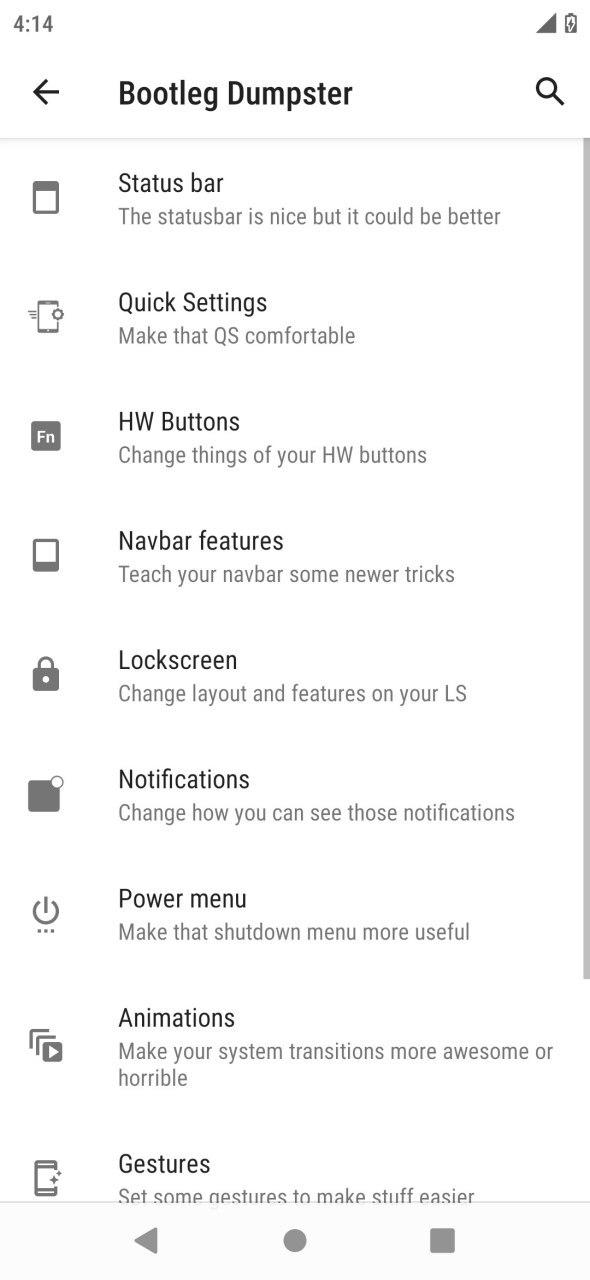 4:14
Bootleg Dumpster
Status bar
The statusbar is nice but it could be better
Quick Settings
Make that QS comfortable
Fn
HW Buttons
Change things of your HW buttons
Navbar features
Teach your navbar some newer tricks
Lockscreen
Change layout and features on your LS
Notifications
Change how you can see those notifications
Power menu
Make that shutdown menu more useful
Animations
Make your system transitions more awesome or
horrible
Gestures
Set some gestures to make stuff easier